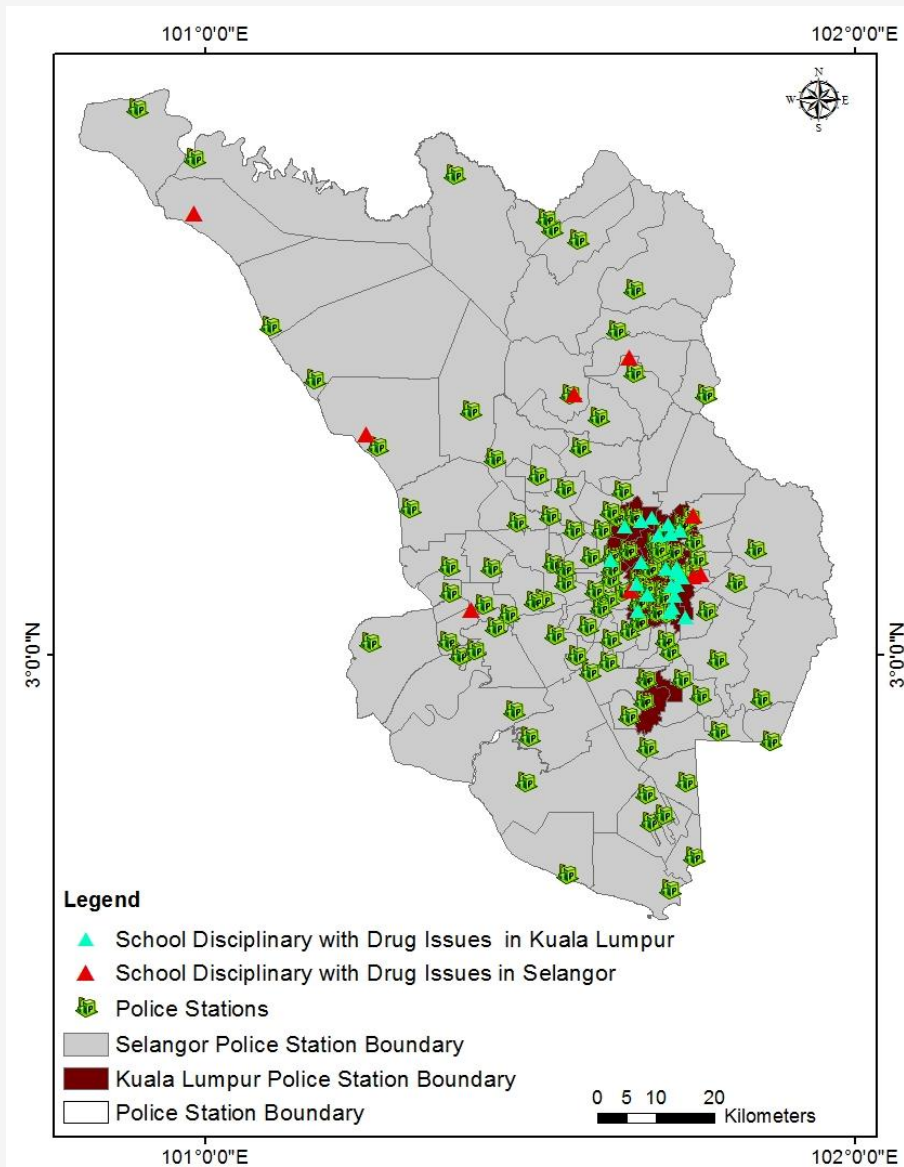 101°0'0"E 102°0'0"E
N
W E
S
3°0'0"N 3°0'0"N
Legend
School Disciplinary with Drug Issues in Kuala Lumpur
School Disciplinary with Drug Issues in Selangor
Police Stations
Selangor Police Station Boundary
Kuala Lumpur Police Station Boundary
Police Station Boundary
0 5 10 20
Kilometers
101°0'0"E 102°0'0"E